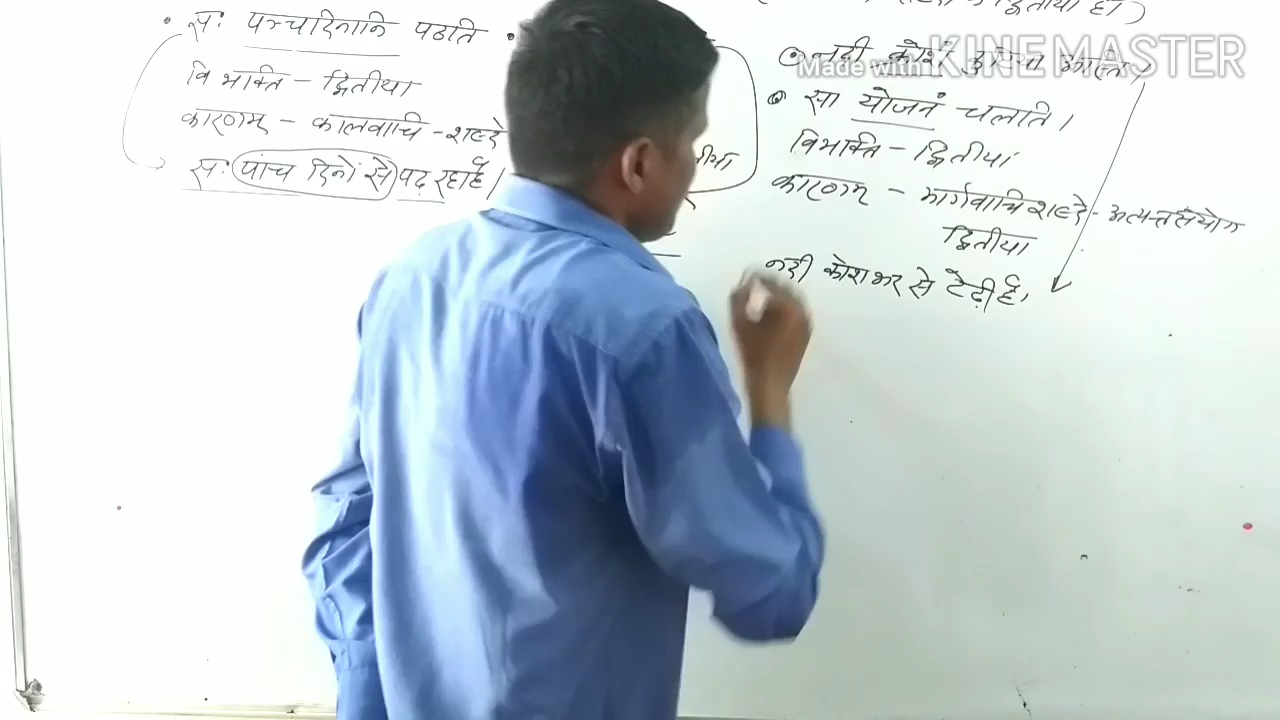 सः पञ्चदिनानि पठति
विभक्ति - द्वितीया
कारणम् - कालवाचि - शब्दे
सः पांच दिनों से पढ़ रहा है।
द्वितीया हो)
नदी क्रोशं
Made with KINEMASTER
सा योजनं चलति।
विभक्ति - द्वितीया
कारणम् - मार्गवाचि शब्दे - अत्यन्तसंयोग
द्वितीया
नदी कोश भर से टेढ़ी है।